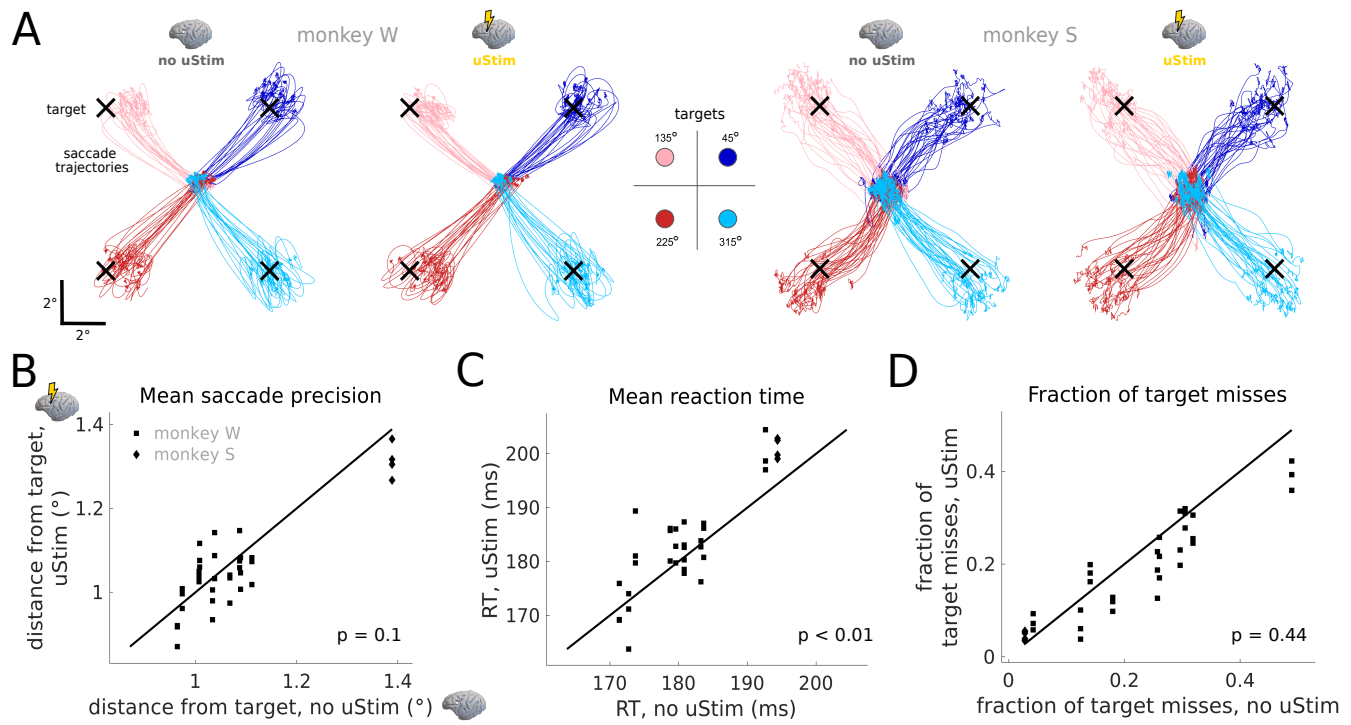 A
monkey W
monkey S
no uStim
uStim
no uStim
uStim
target
saccade
trajectories
targets
135°
45°
225°
315°
2°
2°
B
Mean saccade precision
monkey W
monkey S
distance from target,
uStim (°)
1.4
1.2
1
p = 0.1
1
1.2
1.4
distance from target, no uStim (°)
C
Mean reaction time
RT, uStim (ms)
200
190
180
170
p < 0.01
170
180
190
200
RT, no uStim (ms)
D
Fraction of target misses
fraction of
target misses, uStim
0.4
0.2
0
p = 0.44
0
0.2
0.4
fraction of target misses, no uStim